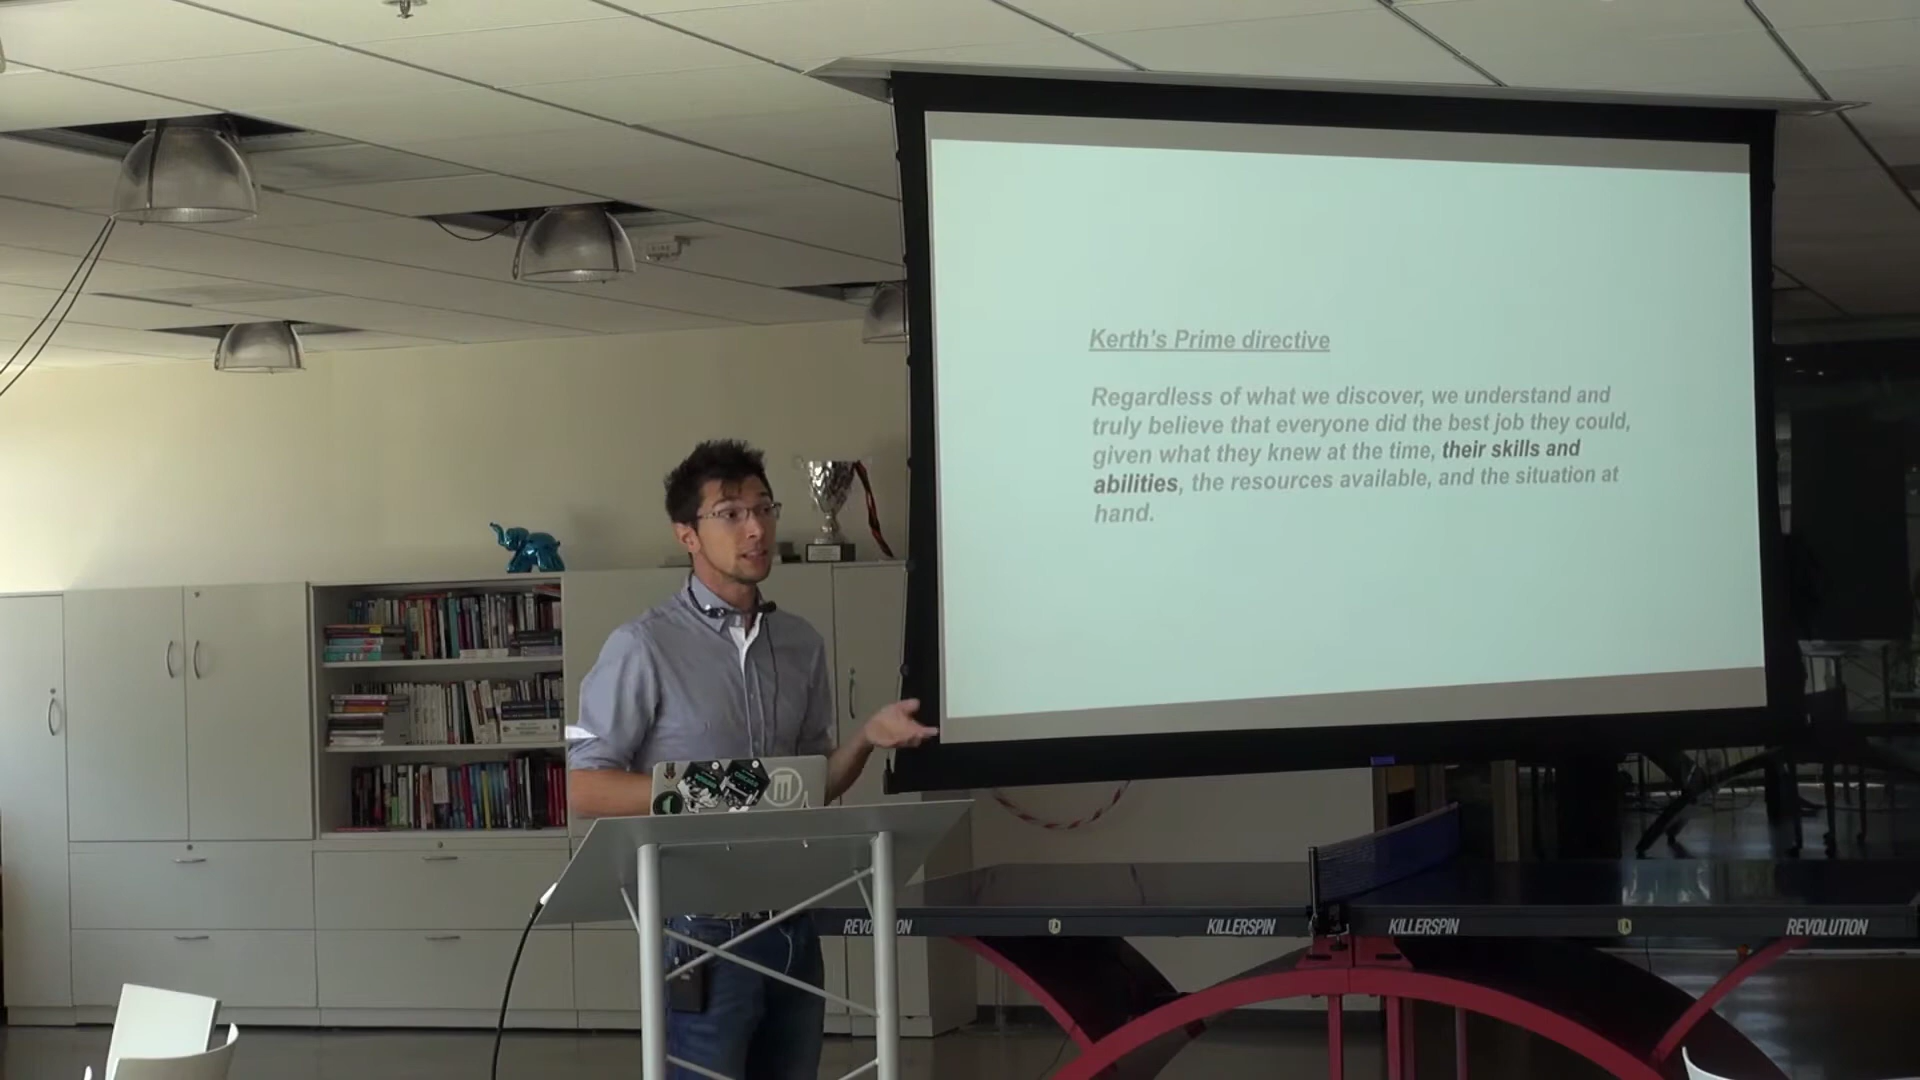 Kerth's Prime directive
Regardless of what we discover, we understand and
truly believe that everyone did the best job they could,
given what they knew at the time, their skills and
abilities, the resources available, and the situation at
hand.
REVOLUTION
KILLERSPIN
KILLERSPIN
REVOLUTION